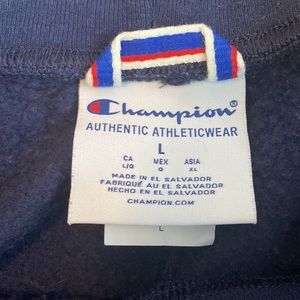 Champion®
AUTHENTIC ATHLETICWEAR
L
CA MEX ASIA
L/G G XL
MADE IN EL SALVADOR
FABRIQUÉ AU EL SALVADOR
HECHO EN EL SALVADOR
CHAMPION.COM
L